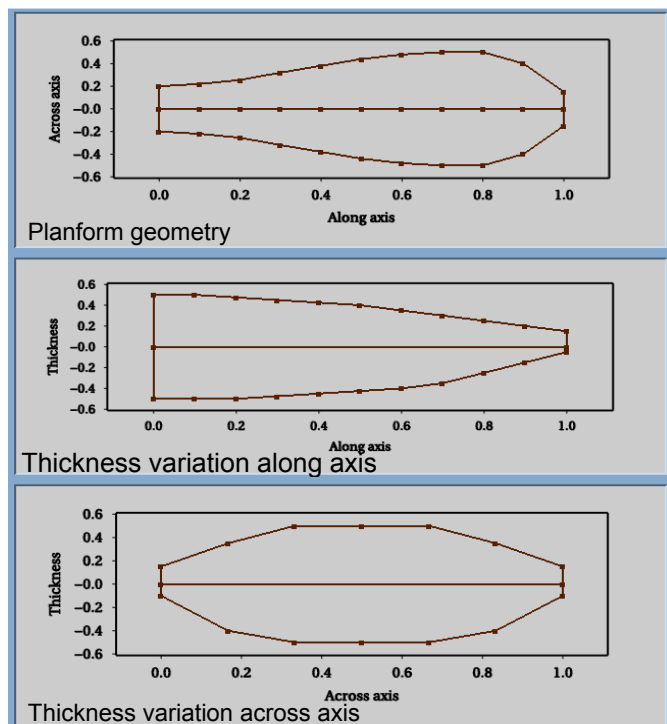 0.6
0.4
0.2
−0.0
−0.2
−0.4
−0.6
Across axis
0.0 0.2 0.4 0.6 0.8 1.0
Along axis
Planform geometry
0.6
0.4
0.2
−0.0
−0.2
−0.4
−0.6
Thickness
0.0 0.2 0.4 0.6 0.8 1.0
Along axis
Thickness variation along axis
0.6
0.4
0.2
−0.0
−0.2
−0.4
−0.6
Thickness
0.0 0.2 0.4 0.6 0.8 1.0
Across axis
Thickness variation across axis